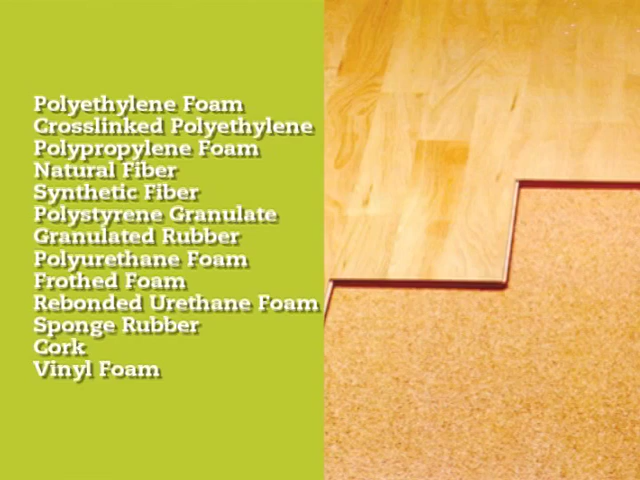 Polyethylene Foam
Crosslinked Polyethylene
Polypropylene Foam
Natural Fiber
Synthetic Fiber
Polystyrene Granulate
Granulated Rubber
Polyurethane Foam
Frothed Foam
Rebonded Urethane Foam
Sponge Rubber
Cork
Vinyl Foam